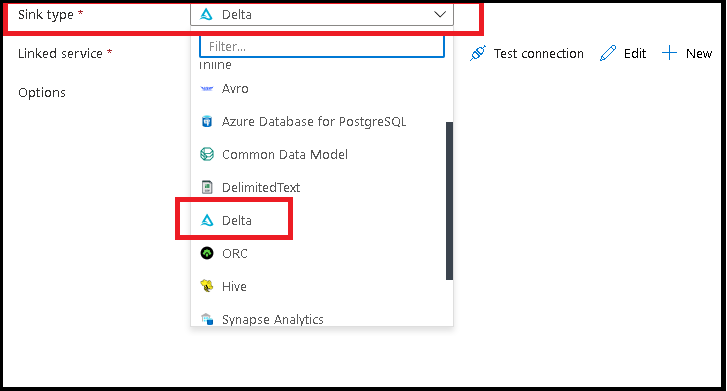 Sink type *
Delta
Filter...
Linked service *
Test connection
Edit
New
Inline
Options
Avro
Azure Database for PostgreSQL
Common Data Model
DelimitedText
Delta
ORC
Hive
Synapse Analytics